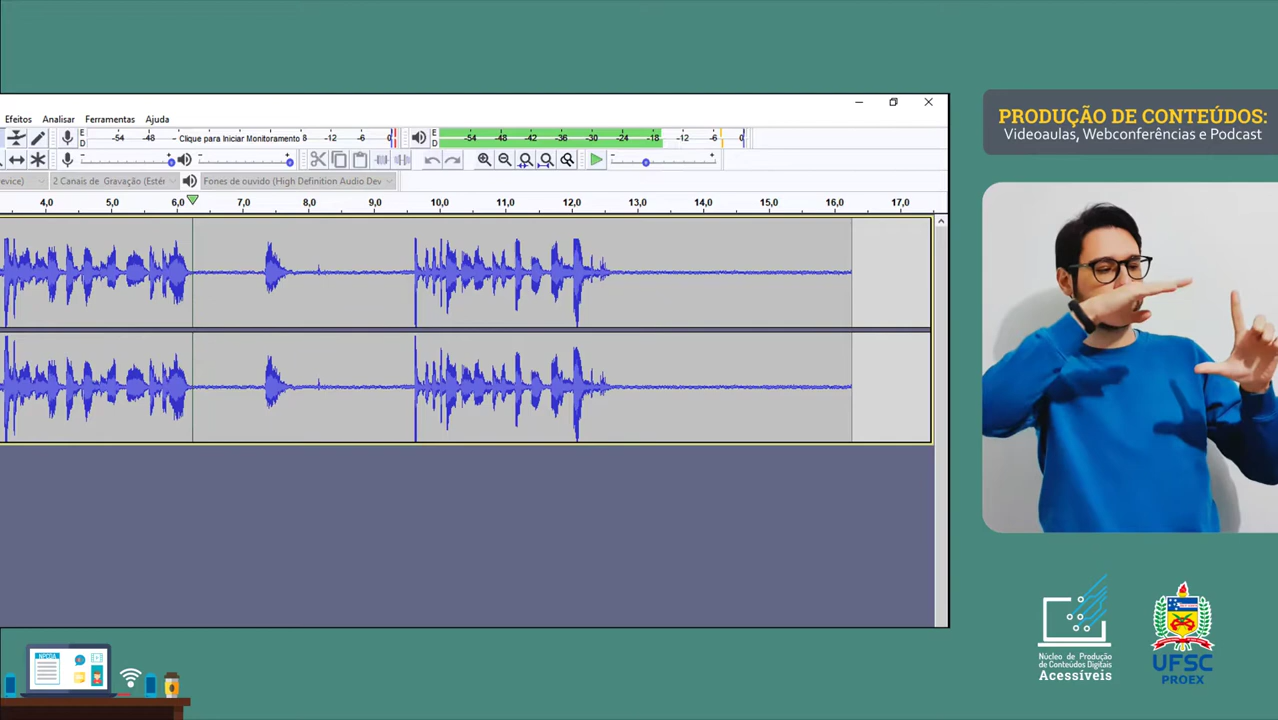 PRODUÇÃO DE CONTEÚDOS:
Videoaulas, Webconferências e Podcast
Efeitos Analisar Ferramentas Ajuda
E D -54 -48 - Clique para Iniciar Monitoramento 8 -12 -6 0 E D -54 -48 -42 -36 -30 -24 -18 -12 -6 0
- + - + - +
evice) 2 Canais de Gravação (Estér Fones de ouvido (High Definition Audio Dev
4,0 5,0 6,0 7,0 8,0 9,0 10,0 11,0 12,0 13,0 14,0 15,0 16,0 17,0
NPCDA
Núcleo de Produção
de Conteúdos Digitais
Acessíveis
UFSC
PROEX